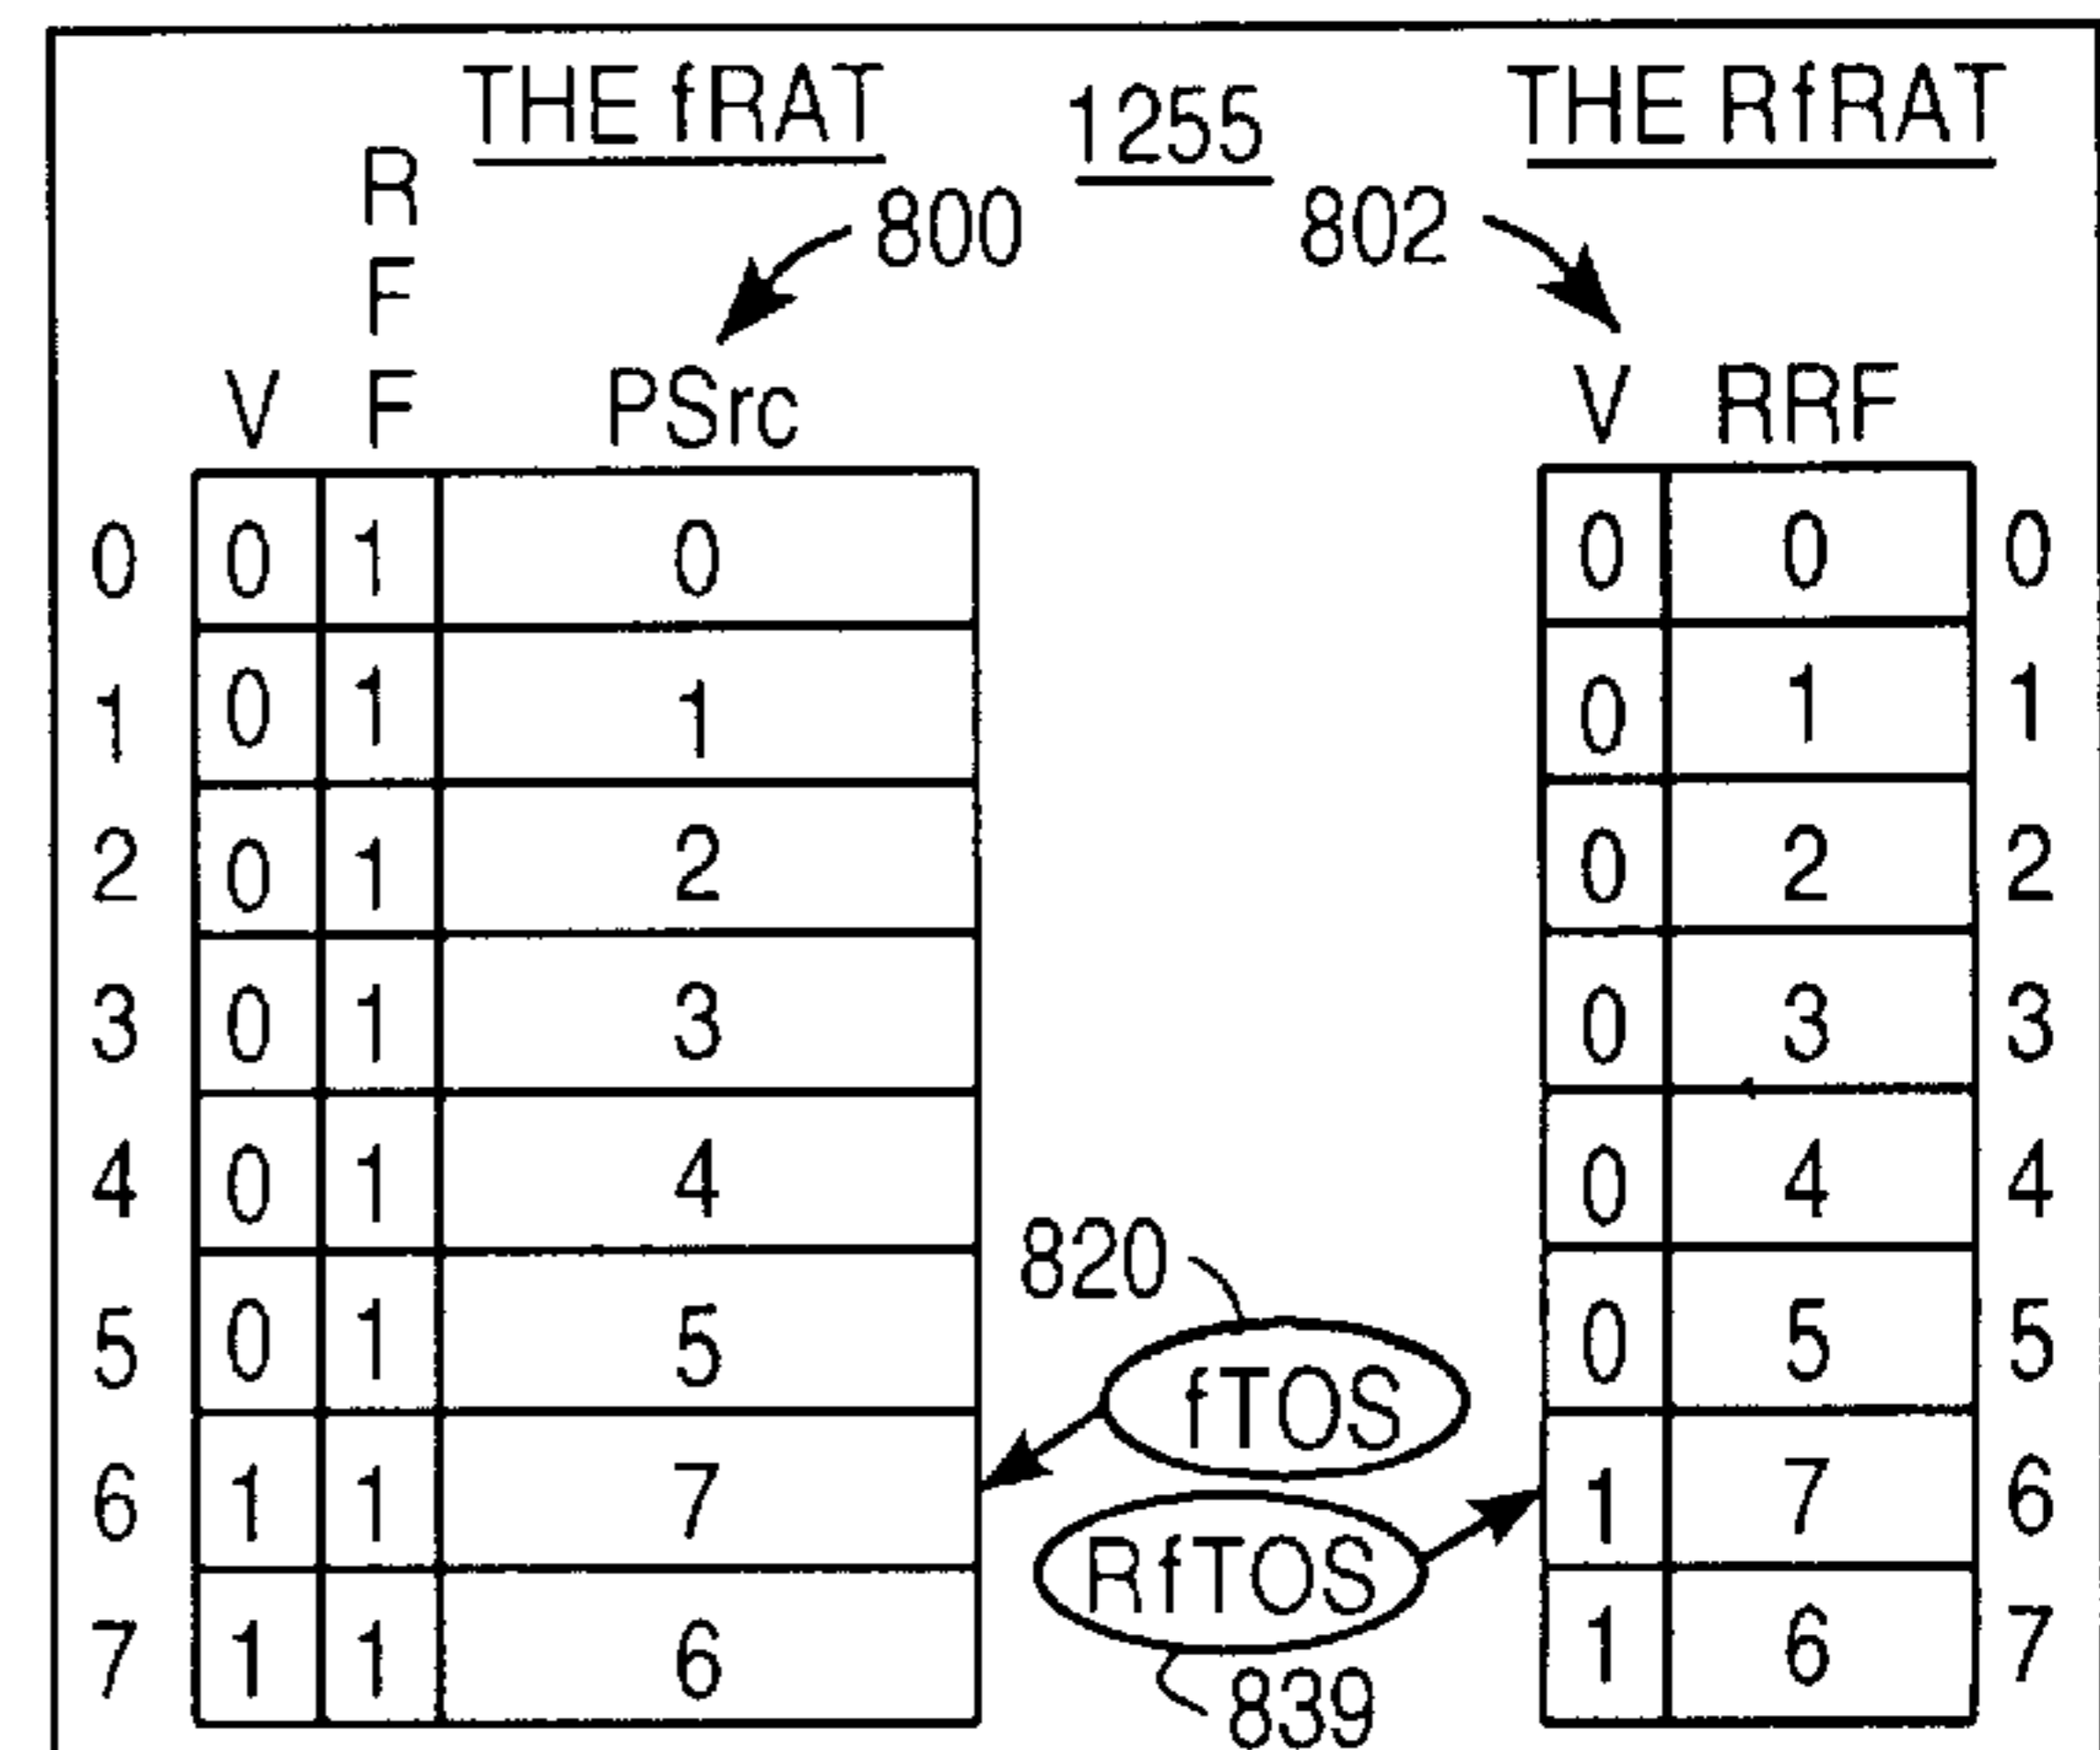 THE fRAT 1255 THE RfRAT
R
F
F
800 802
V PSrc V RRF
0 0 1 0 0 0 0
1 0 1 1 0 1 1
2 0 1 2 0 2 2
3 0 1 3 0 3 3
4 0 1 4 0 4 4
820
5 0 1 5 0 5 5
fTOS
6 1 1 7 1 7 6
RfTOS
7 1 1 6 1 6 7
839